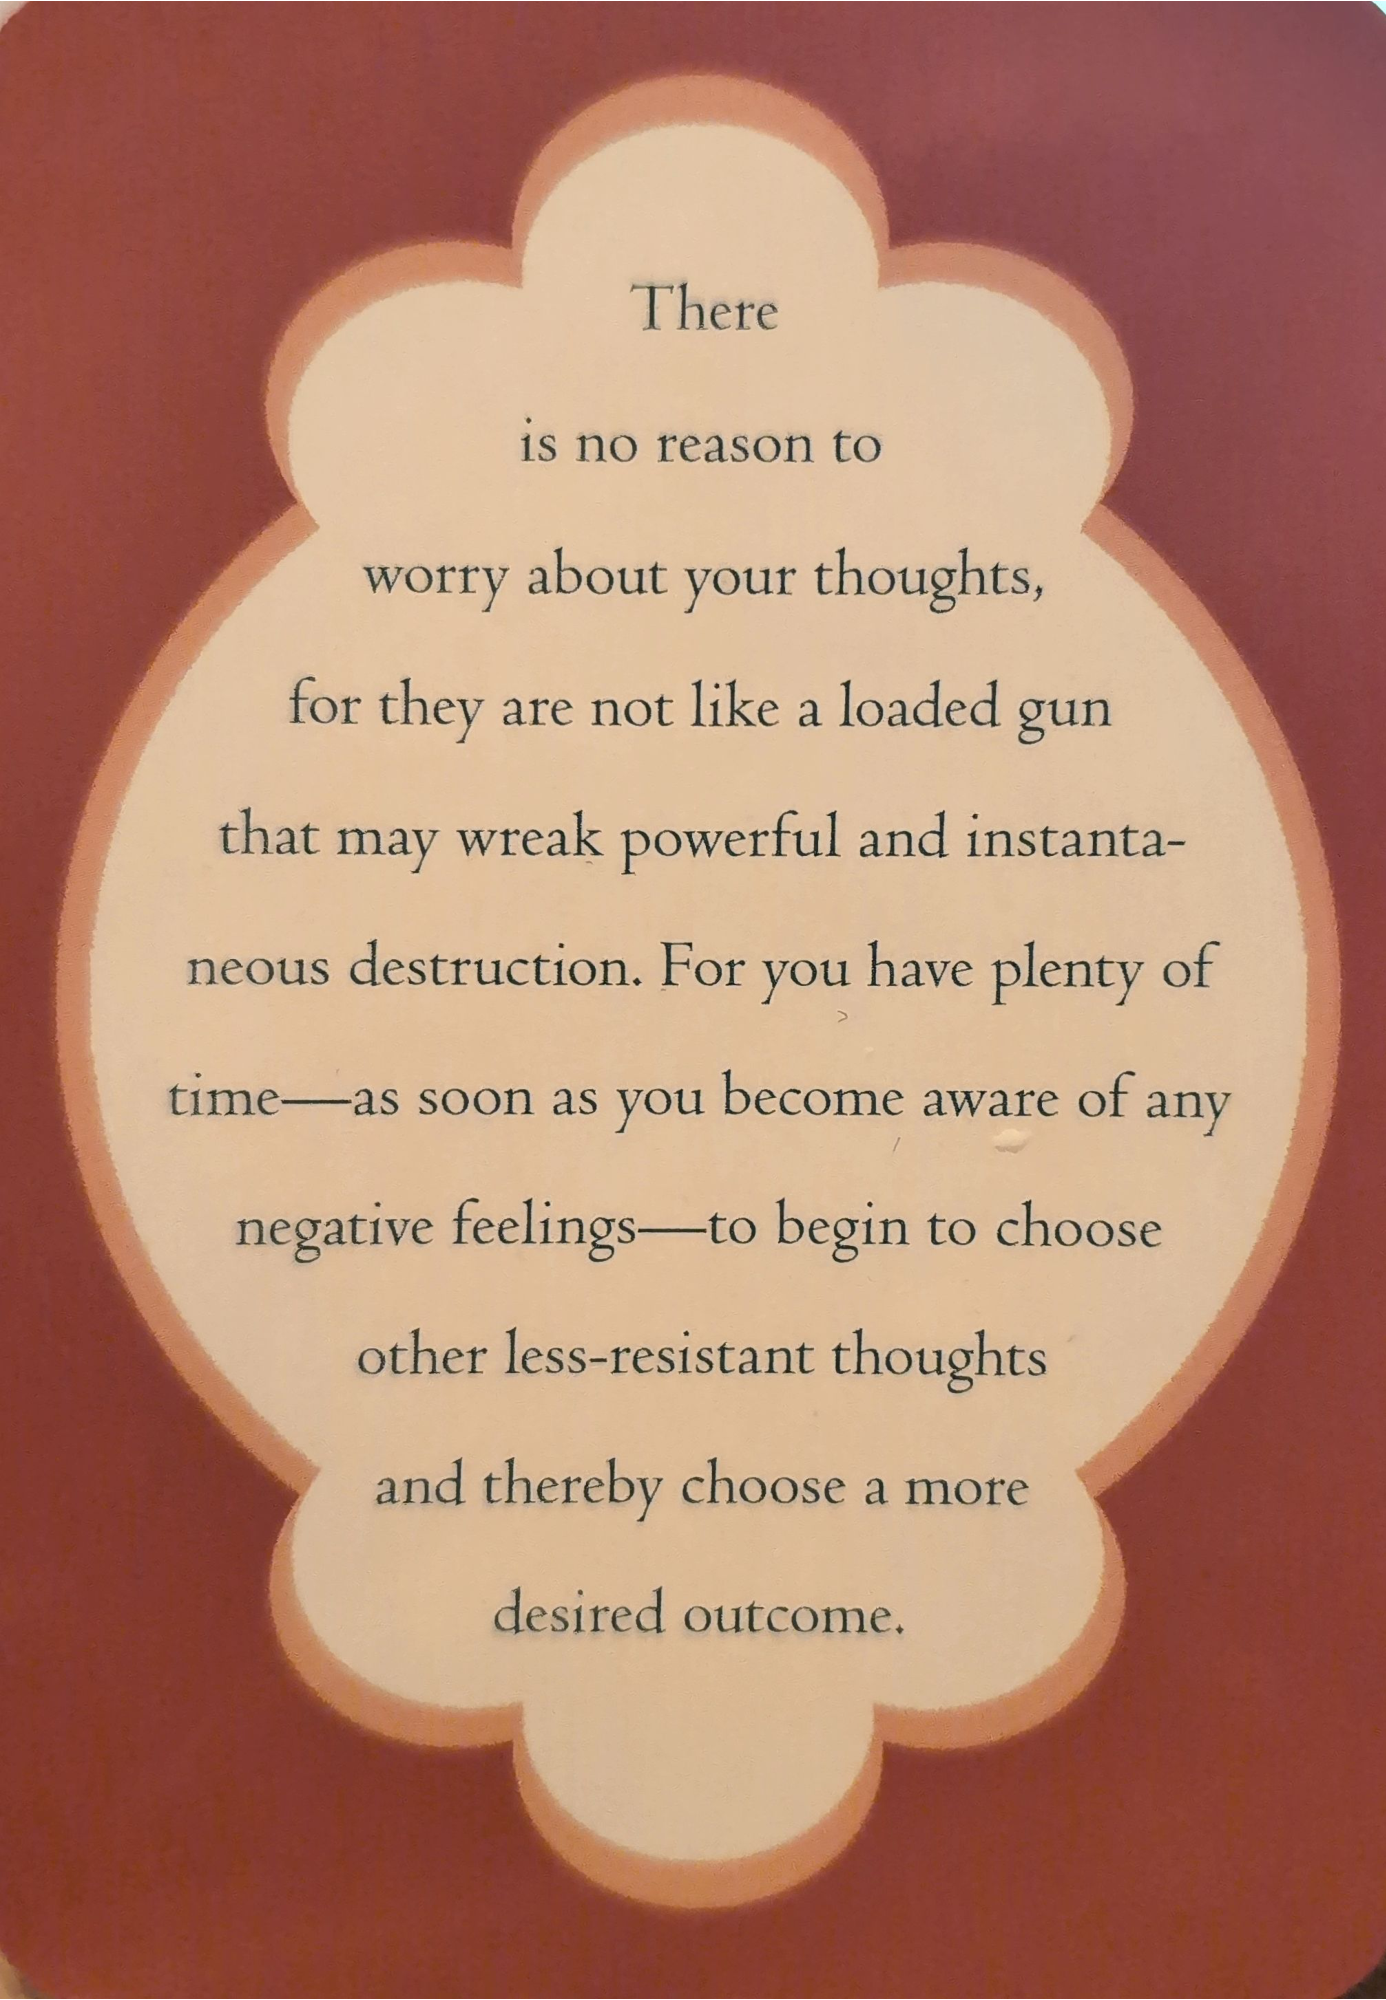 There
is no reason to
worry about your thoughts,
for they are not like a loaded gun
that may wreak powerful and instanta-
neous destruction. For you have plenty of
time—as soon as you become aware of any
negative feelings—to begin to choose
other less-resistant thoughts
and thereby choose a more
desired outcome.